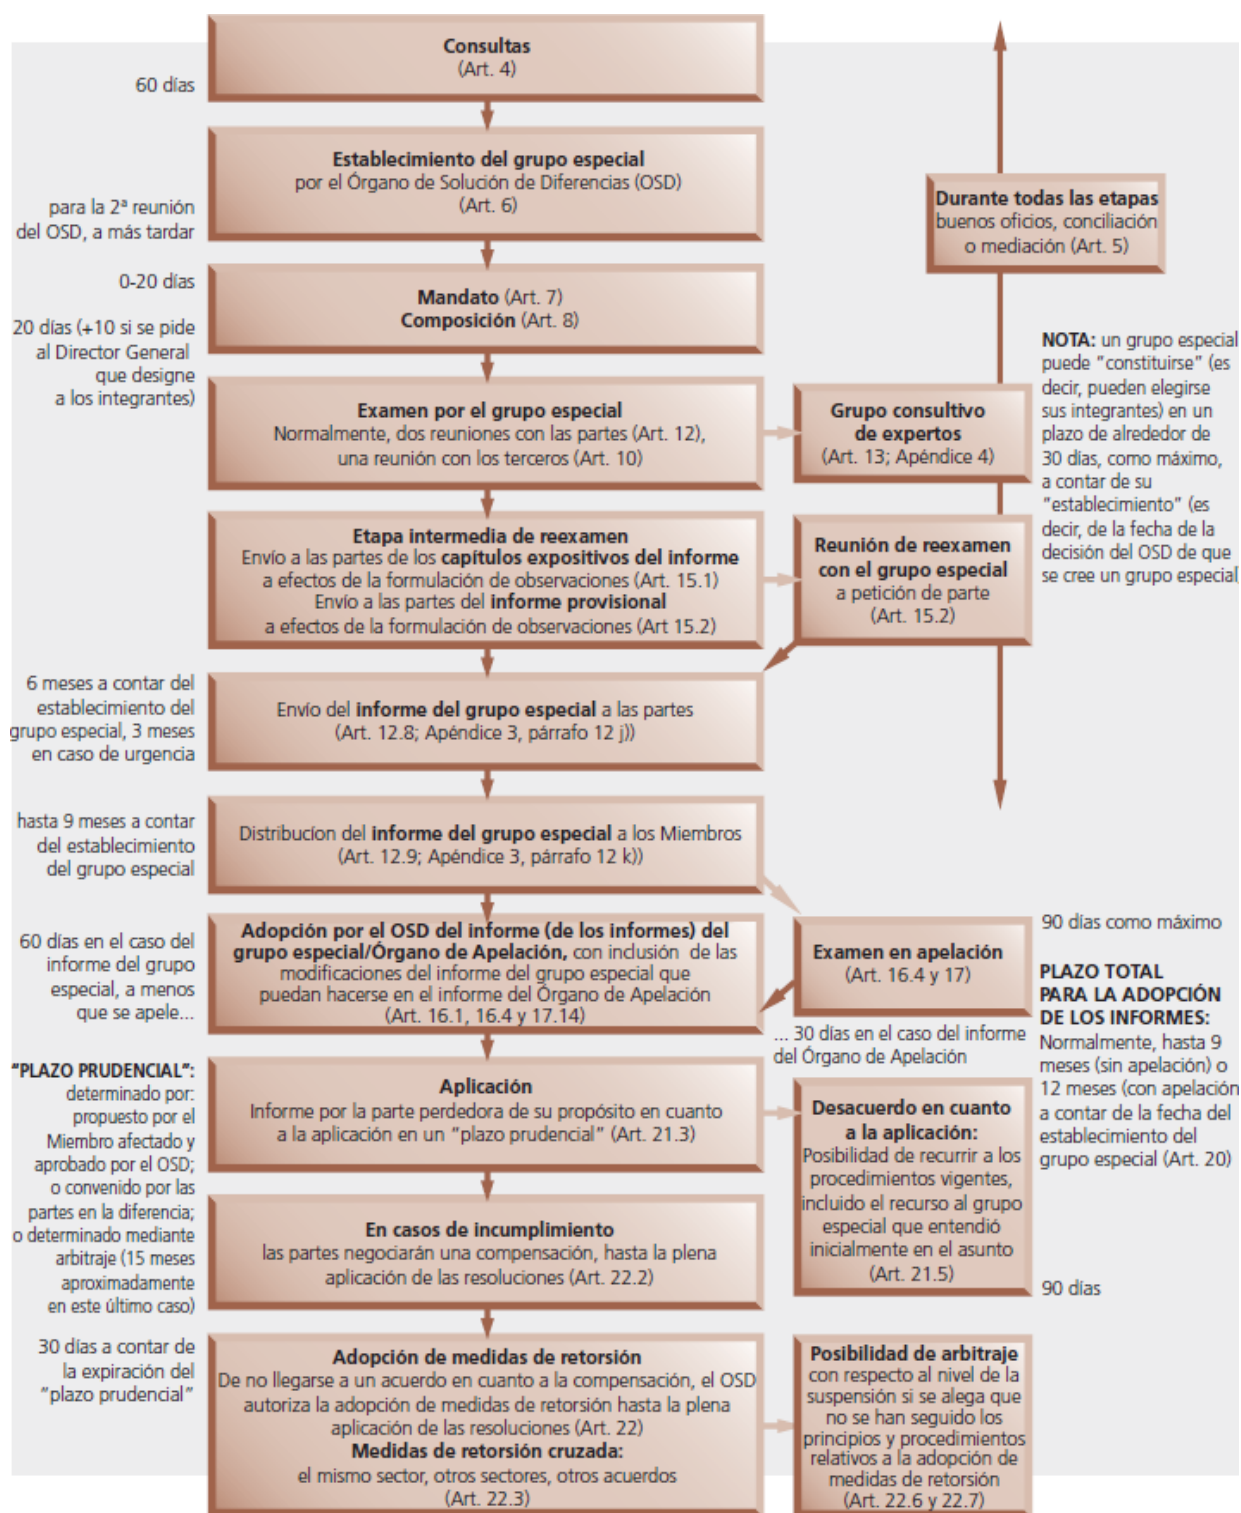 Consultas
(Art. 4)
60 días
Establecimiento del grupo especial
por el Órgano de Solución de Diferencias (OSD)
(Art. 6)
para la 2ª reunión
del OSD, a más tardar
Durante todas las etapas
buenos oficios, conciliación
o mediación (Art. 5)
0-20 días
Mandato (Art. 7)
Composición (Art. 8)
20 días (+10 si se pide
al Director General
que designe
a los integrantes)
NOTA: un grupo especial
puede "constituirse" (es
decir, pueden elegirse
sus integrantes) en un
plazo de alrededor de
30 días, como máximo,
a contar de su
"establecimiento" (es
decir, de la fecha de la
decisión del OSD de que
se cree un grupo especial)
Examen por el grupo especial
Normalmente, dos reuniones con las partes (Art. 12),
una reunión con los terceros (Art. 10)
Grupo consultivo
de expertos
(Art. 13; Apéndice 4)
Etapa intermedia de reexamen
Envío a las partes de los capítulos expositivos del informe
a efectos de la formulación de observaciones (Art. 15.1)
Envío a las partes del informe provisional
a efectos de la formulación de observaciones (Art 15.2)
Reunión de reexamen
con el grupo especial
a petición de parte
(Art. 15.2)
6 meses a contar del
establecimiento del
grupo especial, 3 meses
en caso de urgencia
Envío del informe del grupo especial a las partes
(Art. 12.8; Apéndice 3, párrafo 12 j))
hasta 9 meses a contar
del establecimiento
del grupo especial
Distribucíon del informe del grupo especial a los Miembros
(Art. 12.9; Apéndice 3, párrafo 12 k))
60 días en el caso del
informe del grupo
especial, a menos
que se apele...
Adopción por el OSD del informe (de los informes) del
grupo especial/Órgano de Apelación, con inclusión de las
modificaciones del informe del grupo especial que
puedan hacerse en el informe del Órgano de Apelación
(Art. 16.1, 16.4 y 17.14)
Examen en apelación
(Art. 16.4 y 17)
... 30 días en el caso del informe
del Órgano de Apelación
90 días como máximo
PLAZO TOTAL
PARA LA ADOPCIÓN
DE LOS INFORMES:
Normalmente, hasta 9
meses (sin apelación) o
12 meses (con apelación
a contar de la fecha del
establecimiento del
grupo especial (Art. 20)
"PLAZO PRUDENCIAL":
determinado por:
propuesto por el
Miembro afectado y
aprobado por el OSD;
o convenido por las
partes en la diferencia;
o determinado mediante
arbitraje (15 meses
aproximadamente
en este último caso)
Aplicación
Informe por la parte perdedora de su propósito en cuanto
a la aplicación en un "plazo prudencial" (Art. 21.3)
Desacuerdo en cuanto
a la aplicación:
Posibilidad de recurrir a los
procedimientos vigentes,
incluido el recurso al grupo
especial que entendió
inicialmente en el asunto
(Art. 21.5)
90 días
En casos de incumplimiento
las partes negociarán una compensación, hasta la plena
aplicación de las resoluciones (Art. 22.2)
30 días a contar de
la expiración del
"plazo prudencial"
Adopción de medidas de retorsión
De no llegarse a un acuerdo en cuanto a la compensación, el OSD
autoriza la adopción de medidas de retorsión hasta la plena
aplicación de las resoluciones (Art. 22)
Medidas de retorsión cruzada:
el mismo sector, otros sectores, otros acuerdos
(Art. 22.3)
Posibilidad de arbitraje
con respecto al nivel de la
suspensión si se alega que
no se han seguido los
principios y procedimientos
relativos a la adopción de
medidas de retorsión
(Art. 22.6 y 22.7)